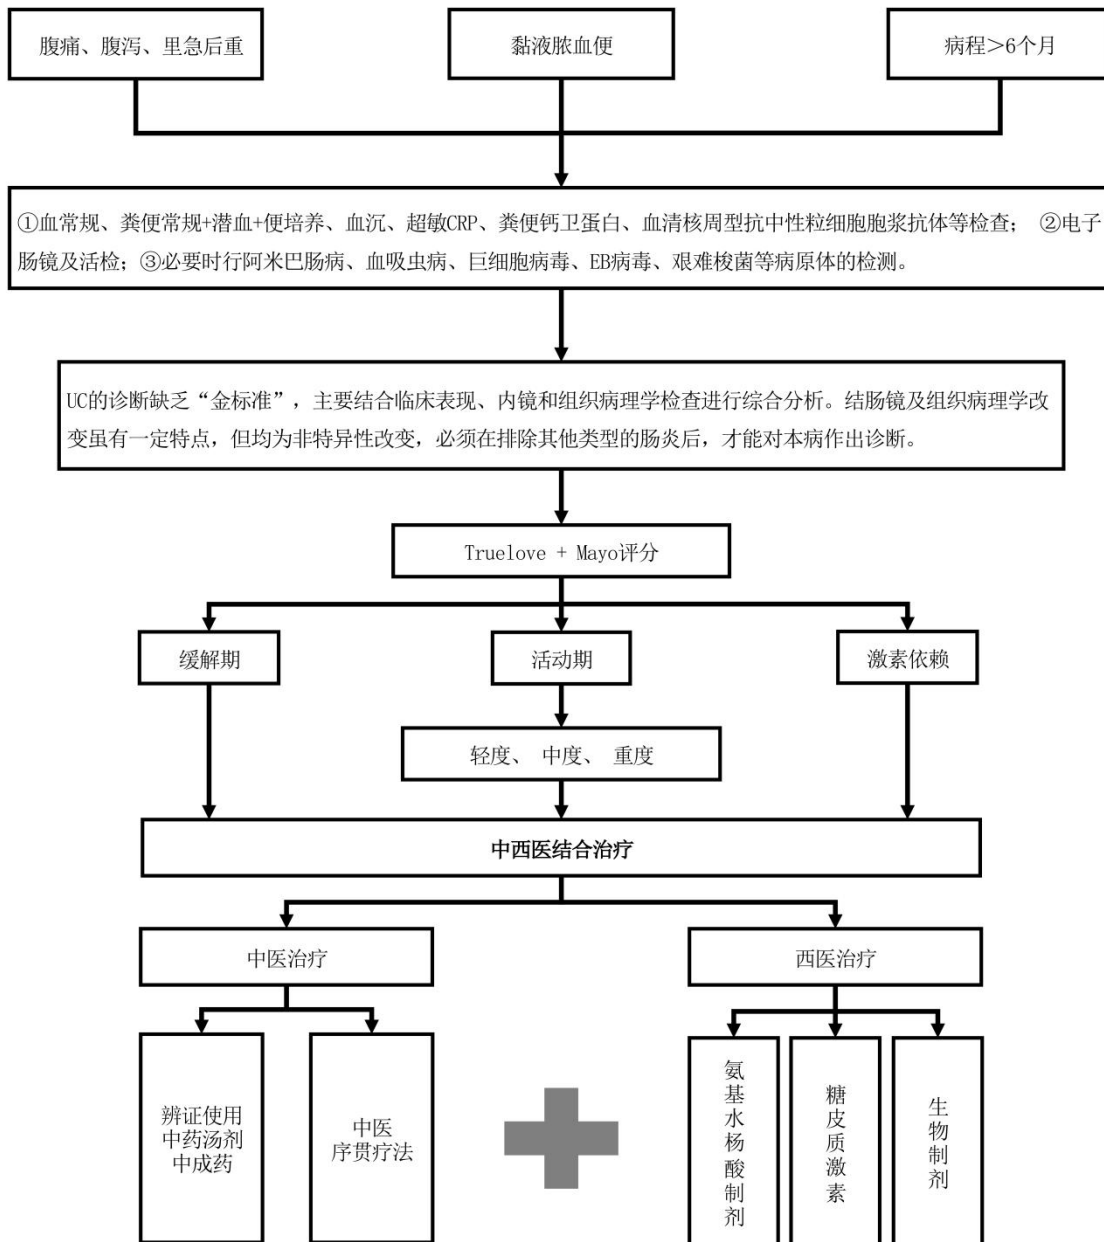 腹痛、腹泻、里急后重
黏液脓血便
病程＞6个月
①血常规、粪便常规+潜血+便培养、血沉、超敏CRP、粪便钙卫蛋白、血清核周型抗中性粒细胞胞浆抗体等检查； ②电子
肠镜及活检；③必要时行阿米巴肠病、血吸虫病、巨细胞病毒、EB病毒、艰难梭菌等病原体的检测。
UC的诊断缺乏“金标准”，主要结合临床表现、内镜和组织病理学检查进行综合分析。结肠镜及组织病理学改
变虽有一定特点，但均为非特异性改变，必须在排除其他类型的肠炎后，才能对本病作出诊断。
Truelove + Mayo评分
缓解期
活动期
激素依赖
轻度、 中度、 重度
中西医结合治疗
中医治疗
西医治疗
辨证使用
中药汤剂
中成药
中医
序贯疗法
氨基水杨酸制剂
糖皮质激素
生物制剂